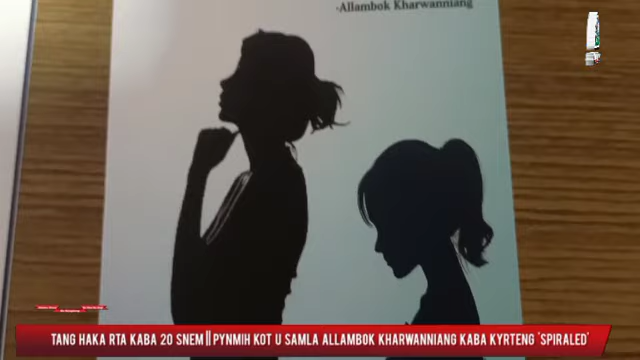 -Allambok Kharwanniang
TANG HAKA RTA KABA 20 SNEM || PYNMIH KOT U SAMLA ALLAMBOK KHARWANNIANG KABA KYRTENG 'SPIRALED'